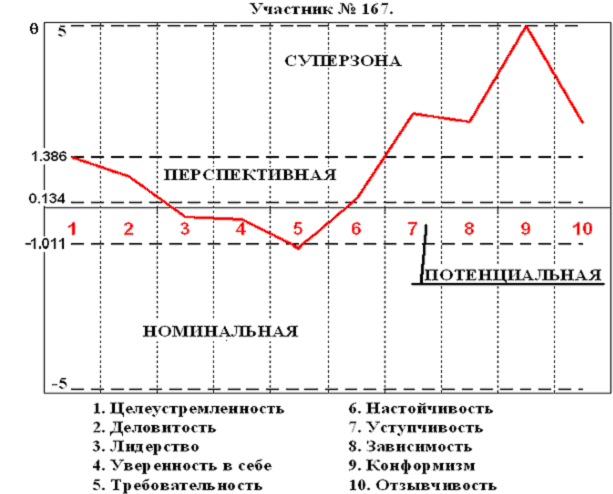 Участник № 167.
θ 5
СУПЕРЗОНА
1.386
ПЕРСПЕКТИВНАЯ
0.134
1 2 3 4 5 6 7 8 9 10
−1.011
ПОТЕНЦИАЛЬНАЯ
НОМИНАЛЬНАЯ
−5
1. Целеустремленность
2. Деловитость
3. Лидерство
4. Уверенность в себе
5. Требовательность
6. Настойчивость
7. Уступчивость
8. Зависимость
9. Конформизм
10. Отзывчивость